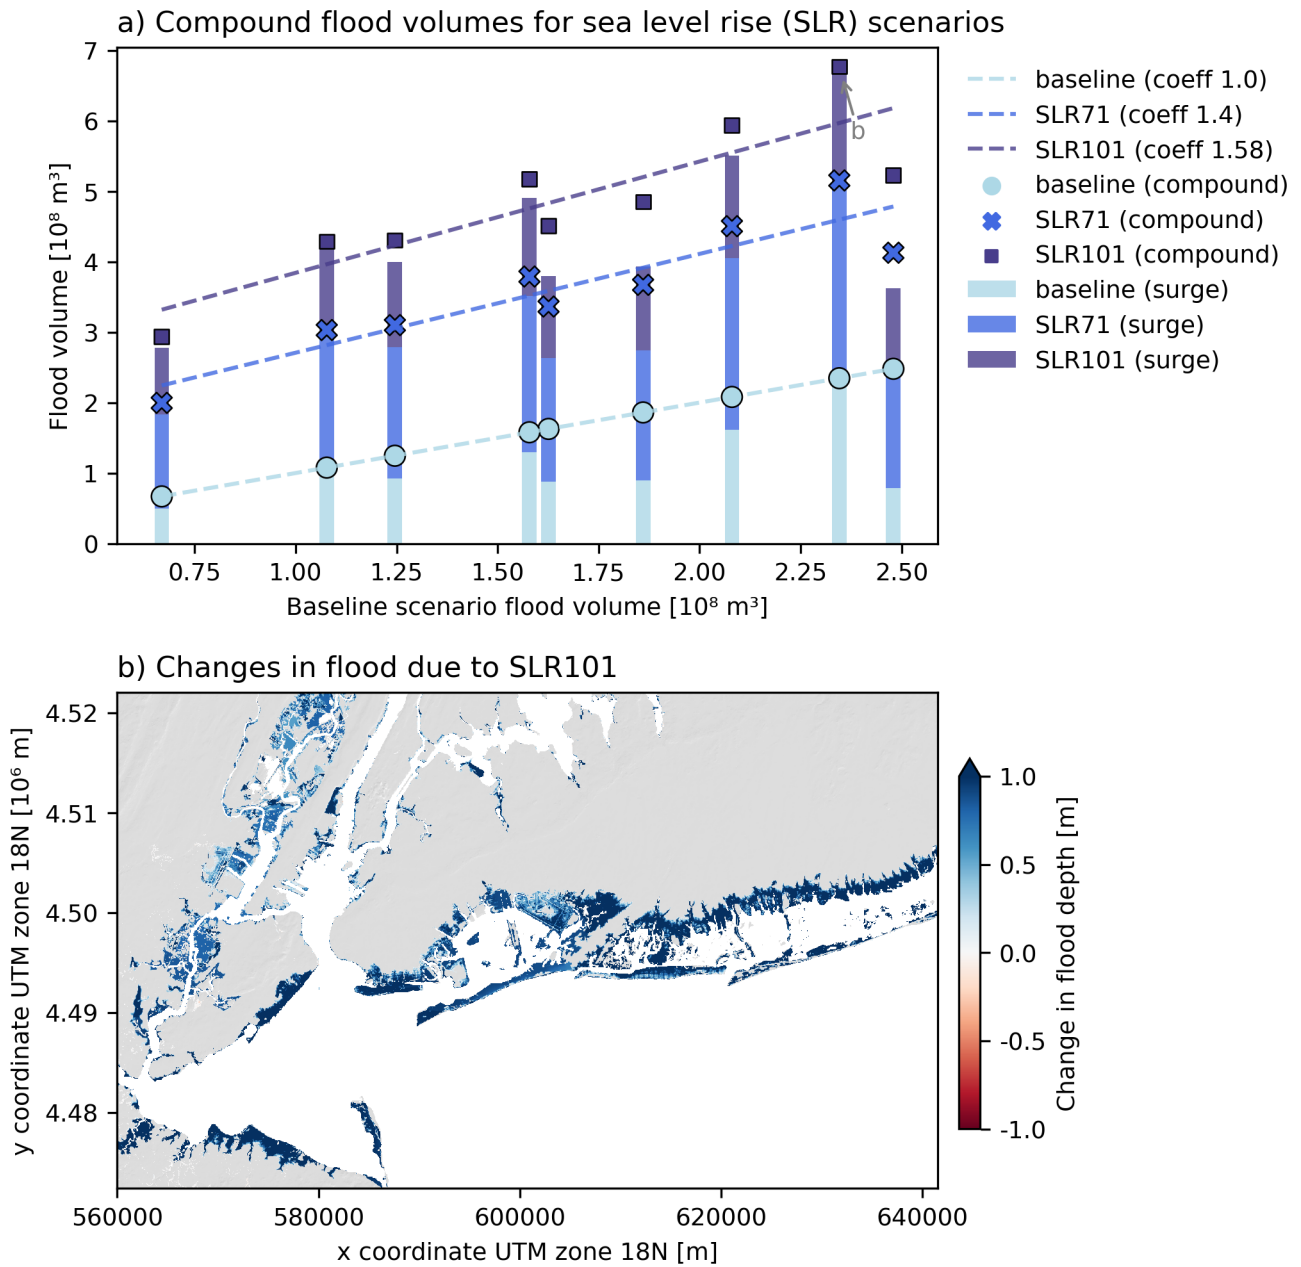 a) Compound flood volumes for sea level rise (SLR) scenarios
7
6
5
4
3
2
1
0
Flood volume [10⁸ m³]
b
0.75 1.00 1.25 1.50 1.75 2.00 2.25 2.50
Baseline scenario flood volume [10⁸ m³]
baseline (coeff 1.0)
SLR71 (coeff 1.4)
SLR101 (coeff 1.58)
baseline (compound)
SLR71 (compound)
SLR101 (compound)
baseline (surge)
SLR71 (surge)
SLR101 (surge)
b) Changes in flood due to SLR101
4.52
4.51
4.50
4.49
4.48
y coordinate UTM zone 18N [10⁶ m]
560000 580000 600000 620000 640000
x coordinate UTM zone 18N [m]
1.0
0.5
0.0
-0.5
-1.0
Change in flood depth [m]